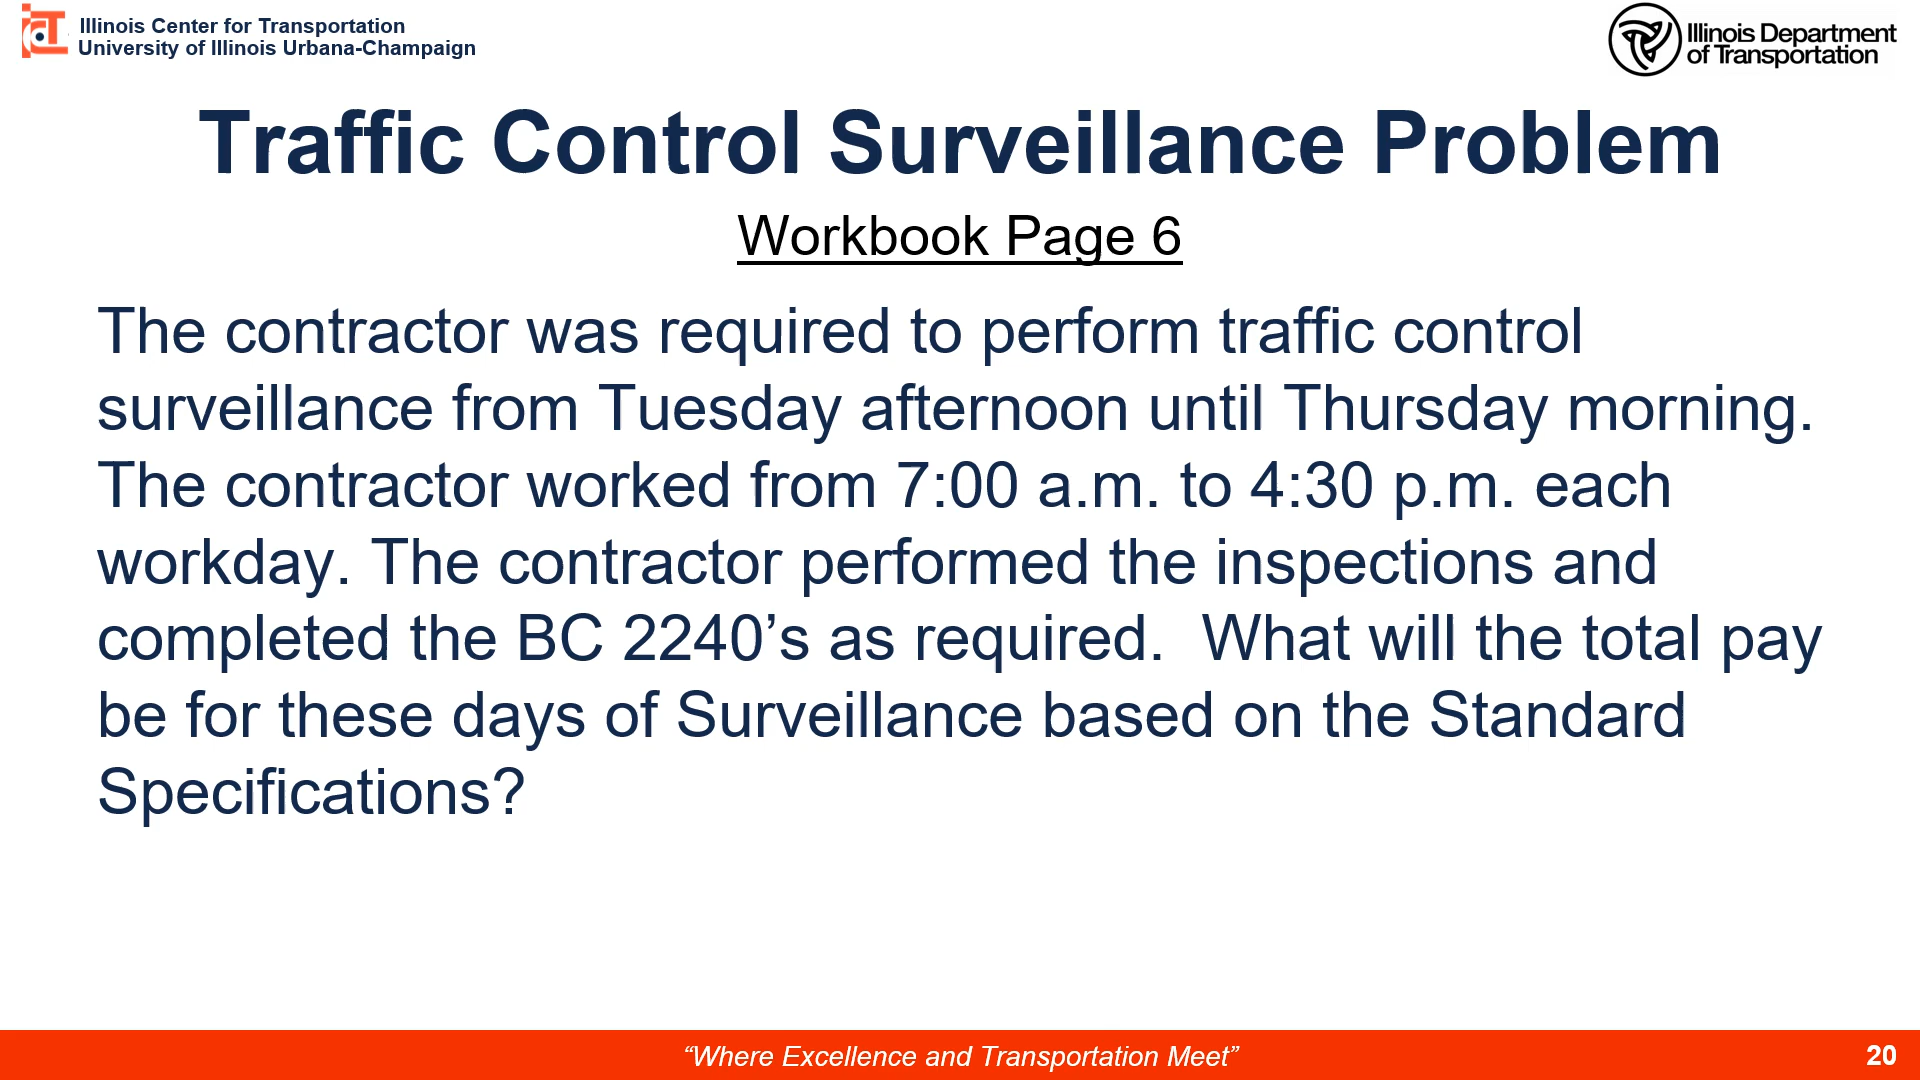 Illinois Center for Transportation
University of Illinois Urbana-Champaign
Illinois Department
of Transportation
Traffic Control Surveillance Problem
Workbook Page 6
The contractor was required to perform traffic control
surveillance from Tuesday afternoon until Thursday morning.
The contractor worked from 7:00 a.m. to 4:30 p.m. each
workday. The contractor performed the inspections and
completed the BC 2240’s as required.  What will the total pay
be for these days of Surveillance based on the Standard
Specifications?
“Where Excellence and Transportation Meet”
20